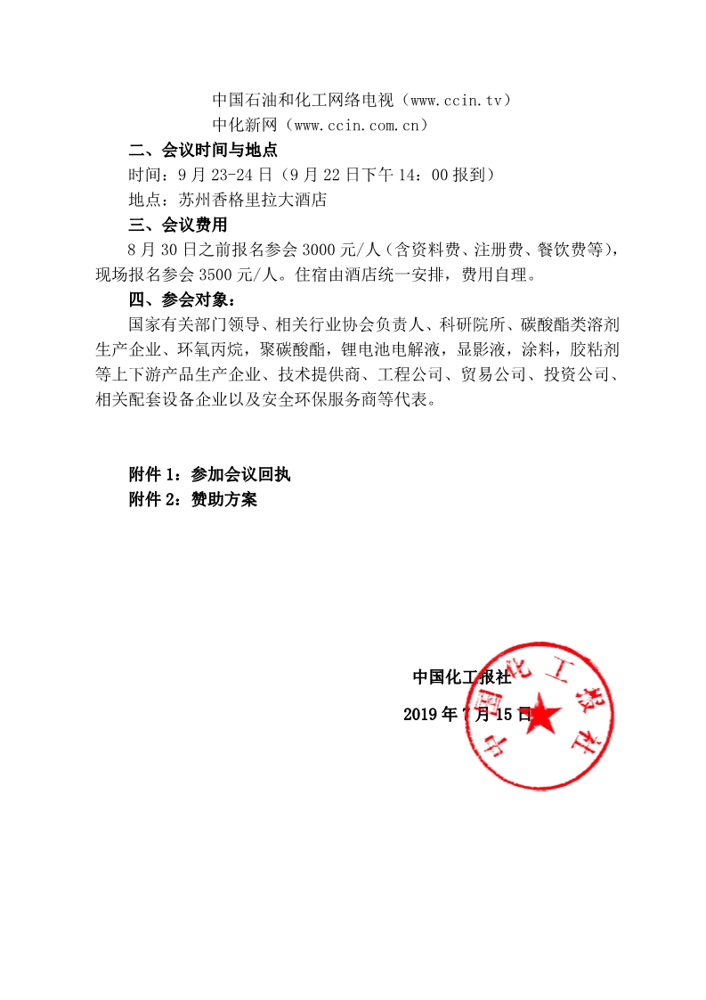 中国石油和化工网络电视（www.ccin.tv）
中化新网（www.ccin.com.cn）
二、会议时间与地点
时间：9 月 23-24 日（9 月 22 日下午 14：00 报到）
地点：苏州香格里拉大酒店
三、会议费用
8 月 30 日之前报名参会 3000 元/人（含资料费、注册费、餐饮费等），
现场报名参会 3500 元/人。住宿由酒店统一安排，费用自理。
四、参会对象：
国家有关部门领导、相关行业协会负责人、科研院所、碳酸酯类溶剂
生产企业、环氧丙烷，聚碳酸酯，锂电池电解液，显影液，涂料，胶粘剂
等上下游产品生产企业、技术提供商、工程公司、贸易公司、投资公司、
相关配套设备企业以及安全环保服务商等代表。
附件 1：参加会议回执
附件 2：赞助方案
中国化工报社
2019 年 7 月 15 日
中国化工报社